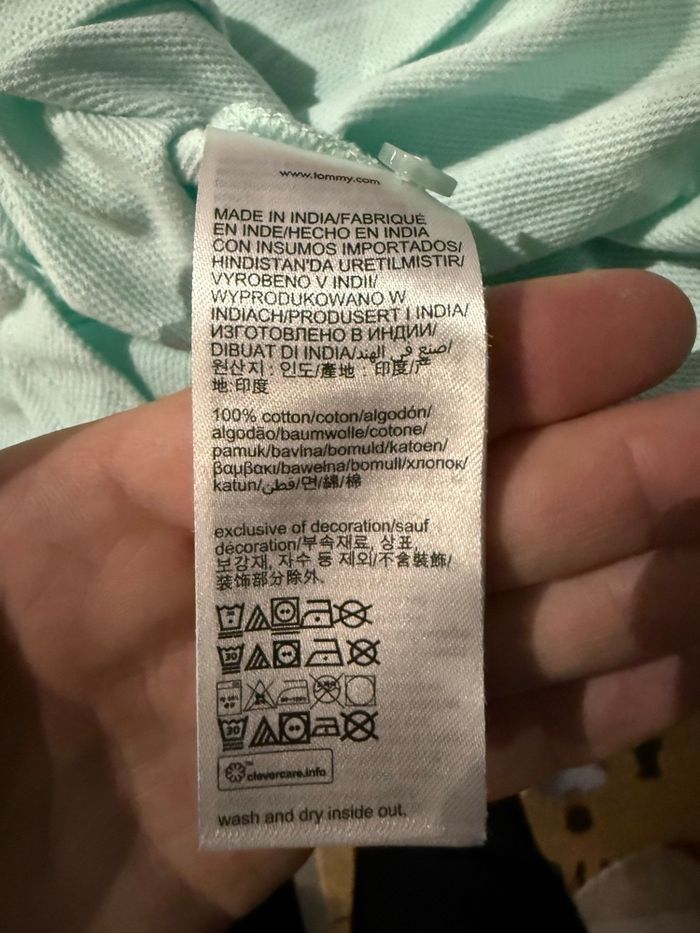 www.tommy.com
MADE IN INDIA/FABRIQUÉ
EN INDE/HECHO EN INDIA
CON INSUMOS IMPORTADOS/
HINDISTAN'DA URETILMISTIR/
VYROBENO V INDII/
WYPRODUKOWANO W
INDIACH/PRODUSERT I INDIA/
ИЗГОТОВЛЕНО В ИНДИИ/
DIBUAT DI INDIA/صنع في الهند/
원산지 : 인도/產地 : 印度/产
地:印度
100% cotton/coton/algodón/
algodão/baumwolle/cotone/
pamuk/bavlna/bomuld/katoen/
βαμβακι/bawełna/bomull/хлопок/
katun/قطن/면/綿/棉
exclusive of decoration/sauf
décoration/부속재료, 상표,
보강재, 자수 등 제외/不含裝飾/
装饰部分除外.
30
30
clevercare.info
wash and dry inside out.